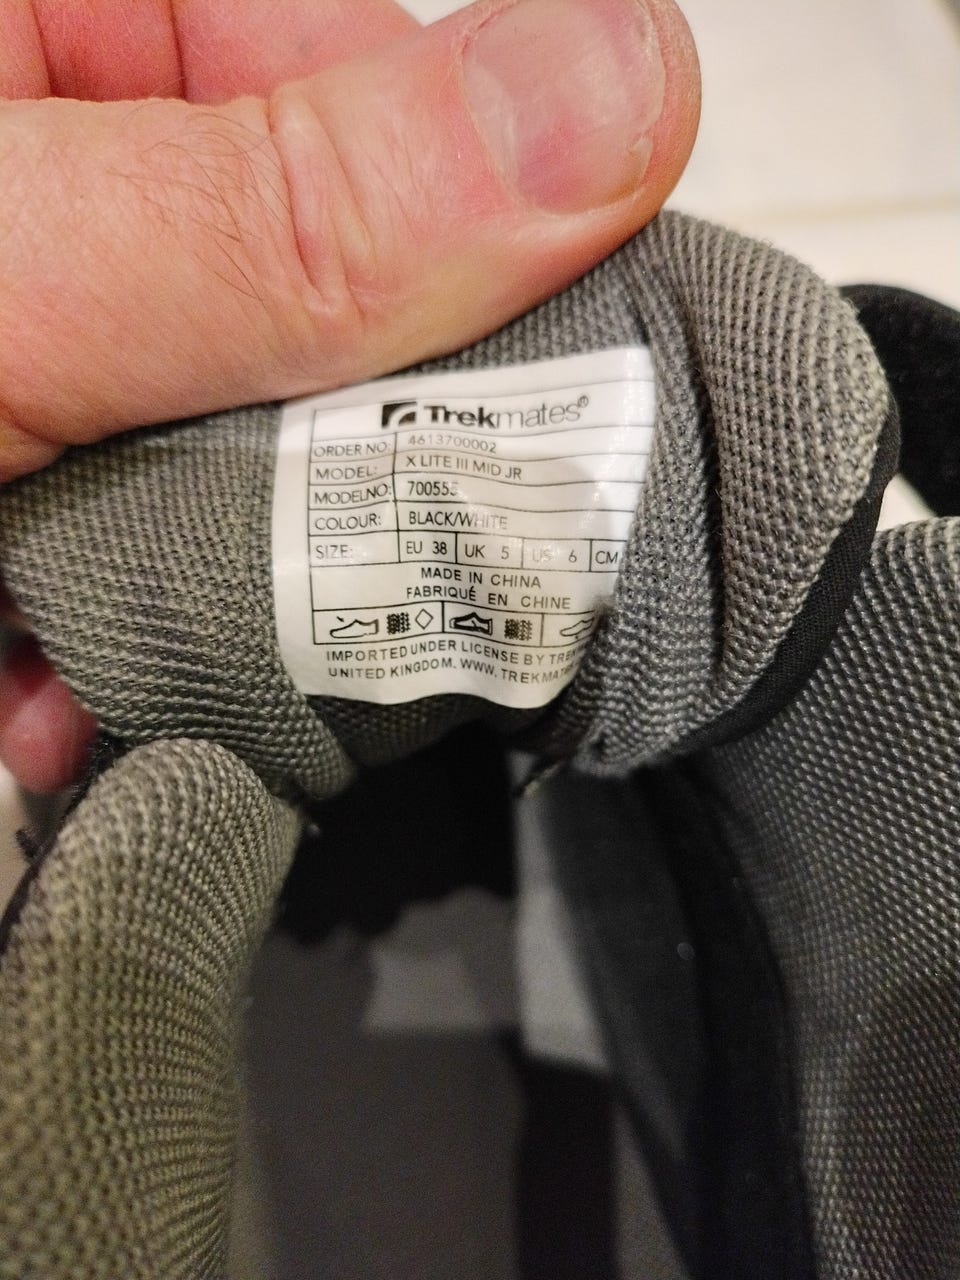 Trekmates®
ORDER NO: 4613700002
MODEL: X LITE III MID JR
MODELNO: 700555
COLOUR: BLACK/WHITE
SIZE: EU 38 UK 5 US 6 CM
MADE IN CHINA
FABRIQUÉ EN CHINE
IMPORTED UNDER LICENSE BY
UNITED KINGDOM. WWW.